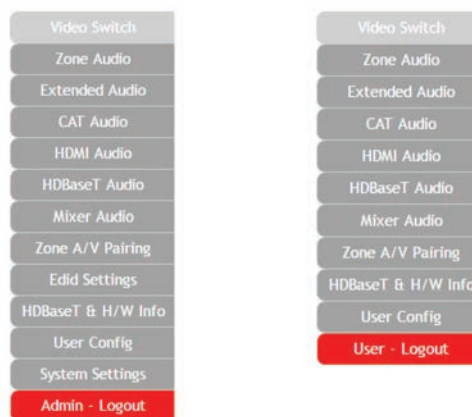 Video Switch
Zone Audio
Extended Audio
CAT Audio
HDMI Audio
HDBaseT Audio
Mixer Audio
Zone A/V Pairing
Edid Settings
HDBaseT & H/W Info
User Config
System Settings
Admin - Logout
Video Switch
Zone Audio
Extended Audio
CAT Audio
HDMI Audio
HDBaseT Audio
Mixer Audio
Zone A/V Pairing
HDBaseT & H/W Info
User Config
User - Logout